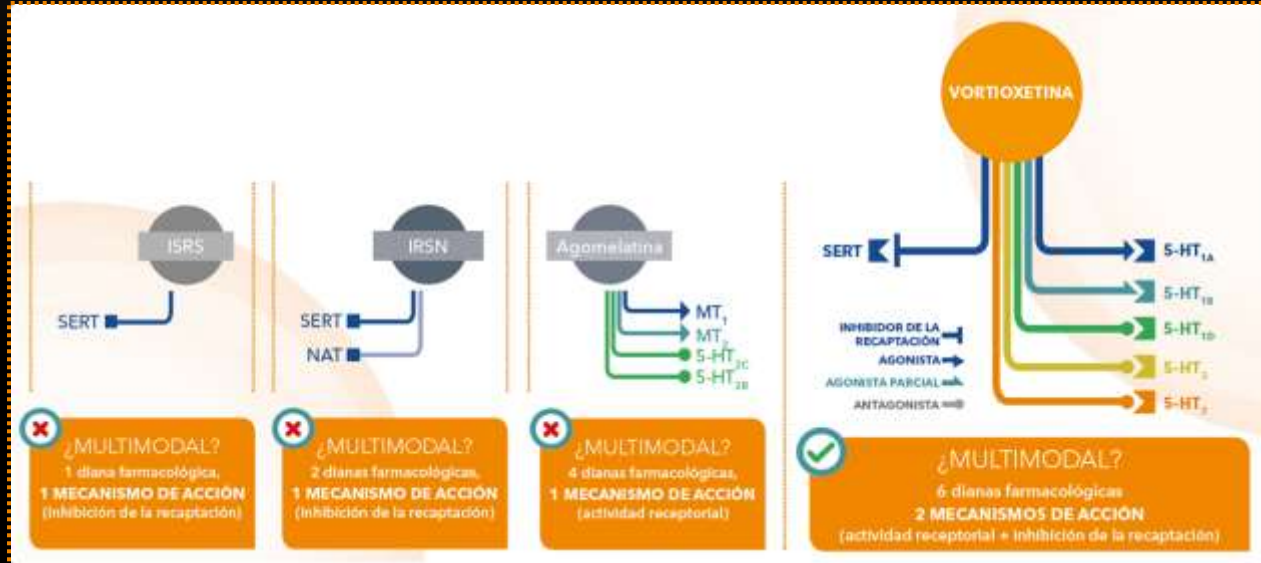 VORTIOXETINA
ISRS
SERT
IRSN
SERT
NAT
Agomelatina
MT1
MT2
5-HT2C
5-HT2B
SERT
5-HT1A
5-HT1B
5-HT1D
INHIBIDOR DE LA
RECAPTACIÓN
AGONISTA
AGONISTA PARCIAL
ANTAGONISTA
¿MULTIMODAL?
1 diana farmacológica,
1 MECANISMO DE ACCIÓN
(inhibición de la recaptación)
¿MULTIMODAL?
2 dianas farmacológicas,
1 MECANISMO DE ACCIÓN
(inhibición de la recaptación)
¿MULTIMODAL?
4 dianas farmacológicas,
1 MECANISMO DE ACCIÓN
(actividad receptorial)
¿MULTIMODAL?
6 dianas farmacológicas
2 MECANISMOS DE ACCIÓN
(actividad receptorial + inhibición de la recaptación)